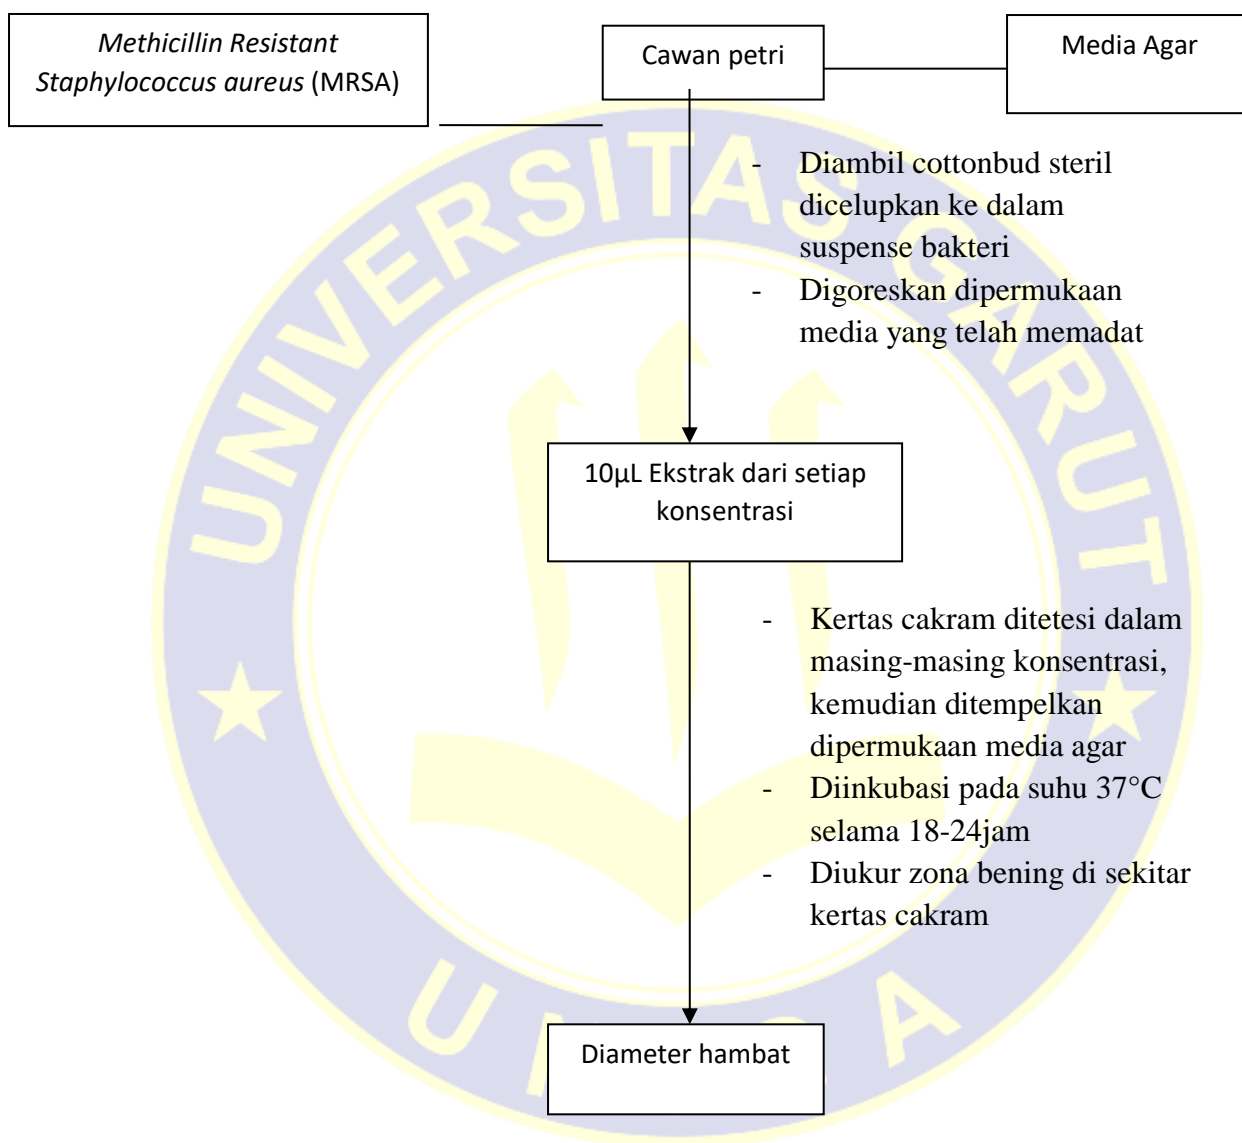 Methicillin Resistant
Staphylococcus aureus (MRSA)
Cawan petri
Media Agar
- Diambil cottonbud steril
dicelupkan ke dalam
suspense bakteri
- Digoreskan dipermukaan
media yang telah memadat
10µL Ekstrak dari setiap
konsentrasi
- Kertas cakram ditetesi dalam
masing-masing konsentrasi,
kemudian ditempelkan
dipermukaan media agar
- Diinkubasi pada suhu 37°C
selama 18-24jam
- Diukur zona bening di sekitar
kertas cakram
Diameter hambat
UNIVERSITAS GARUT